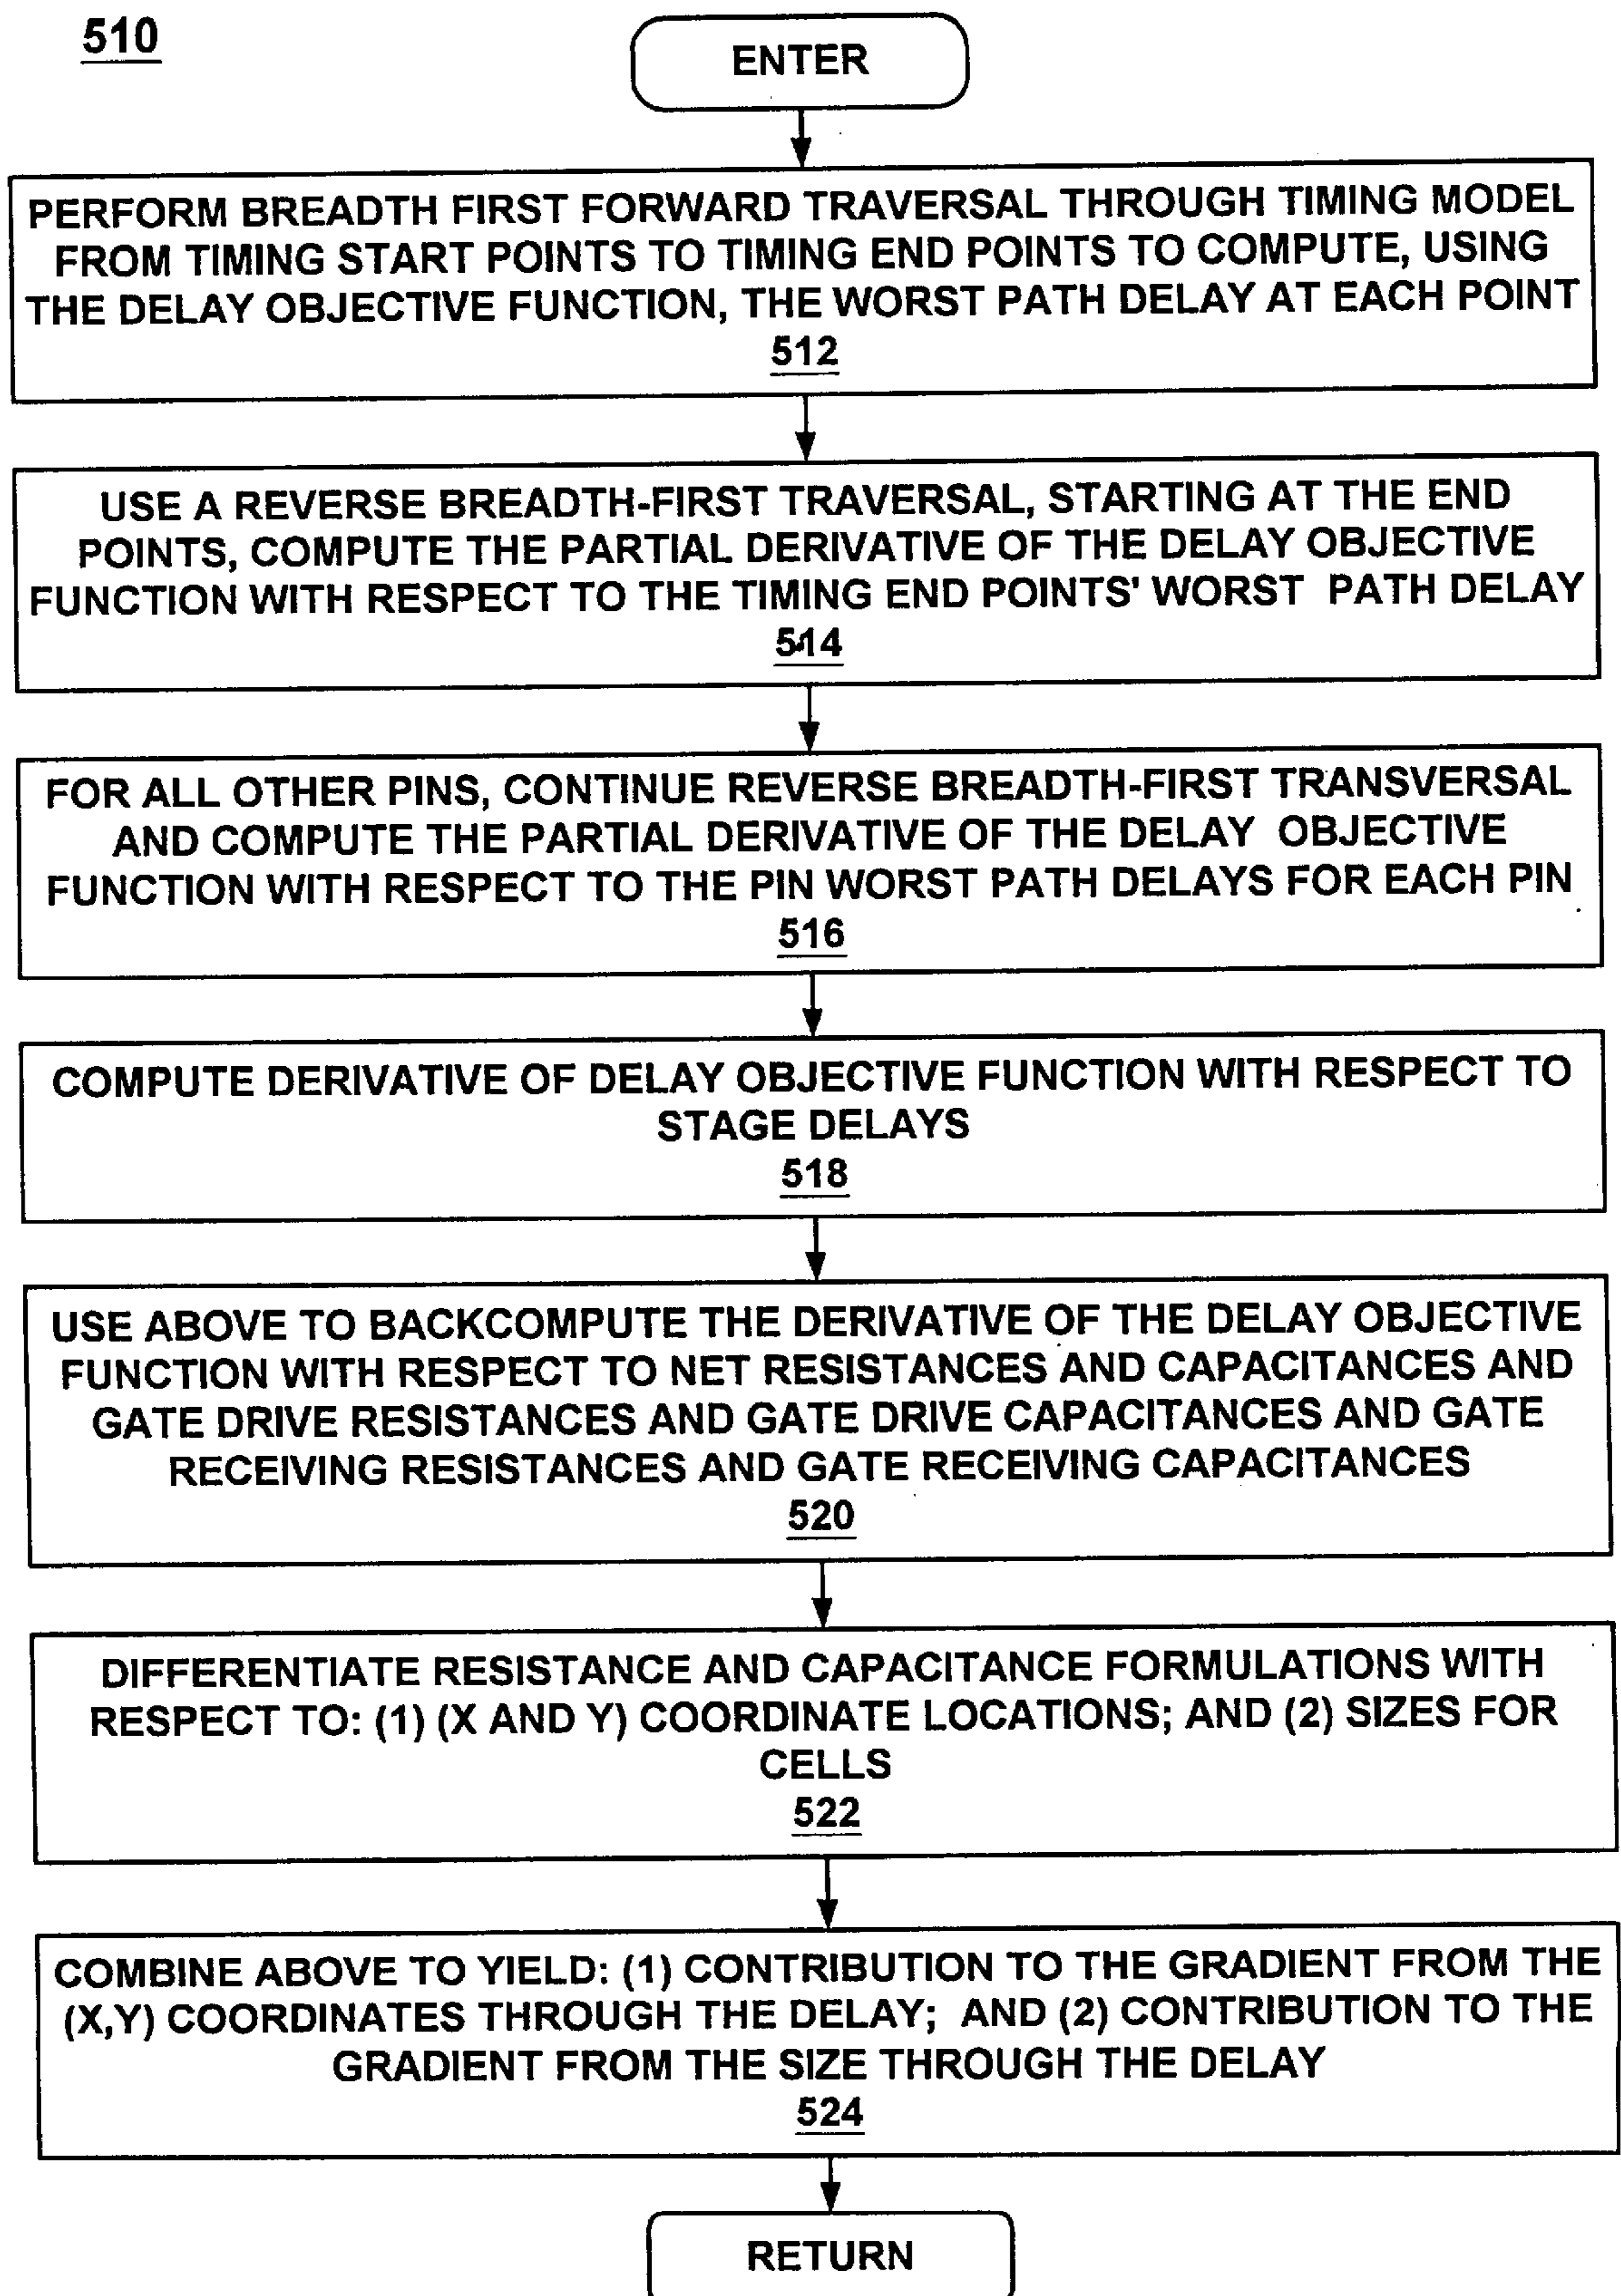 510
ENTER
PERFORM BREADTH FIRST FORWARD TRAVERSAL THROUGH TIMING MODEL
FROM TIMING START POINTS TO TIMING END POINTS TO COMPUTE, USING
THE DELAY OBJECTIVE FUNCTION, THE WORST PATH DELAY AT EACH POINT
512
USE A REVERSE BREADTH-FIRST TRAVERSAL, STARTING AT THE END
POINTS, COMPUTE THE PARTIAL DERIVATIVE OF THE DELAY OBJECTIVE
FUNCTION WITH RESPECT TO THE TIMING END POINTS' WORST PATH DELAY
514
FOR ALL OTHER PINS, CONTINUE REVERSE BREADTH-FIRST TRANSVERSAL
AND COMPUTE THE PARTIAL DERIVATIVE OF THE DELAY OBJECTIVE
FUNCTION WITH RESPECT TO THE PIN WORST PATH DELAYS FOR EACH PIN
516
COMPUTE DERIVATIVE OF DELAY OBJECTIVE FUNCTION WITH RESPECT TO
STAGE DELAYS
518
USE ABOVE TO BACKCOMPUTE THE DERIVATIVE OF THE DELAY OBJECTIVE
FUNCTION WITH RESPECT TO NET RESISTANCES AND CAPACITANCES AND
GATE DRIVE RESISTANCES AND GATE DRIVE CAPACITANCES AND GATE
RECEIVING RESISTANCES AND GATE RECEIVING CAPACITANCES
520
DIFFERENTIATE RESISTANCE AND CAPACITANCE FORMULATIONS WITH
RESPECT TO: (1) (X AND Y) COORDINATE LOCATIONS; AND (2) SIZES FOR
CELLS
522
COMBINE ABOVE TO YIELD: (1) CONTRIBUTION TO THE GRADIENT FROM THE
(X,Y) COORDINATES THROUGH THE DELAY; AND (2) CONTRIBUTION TO THE
GRADIENT FROM THE SIZE THROUGH THE DELAY
524
RETURN